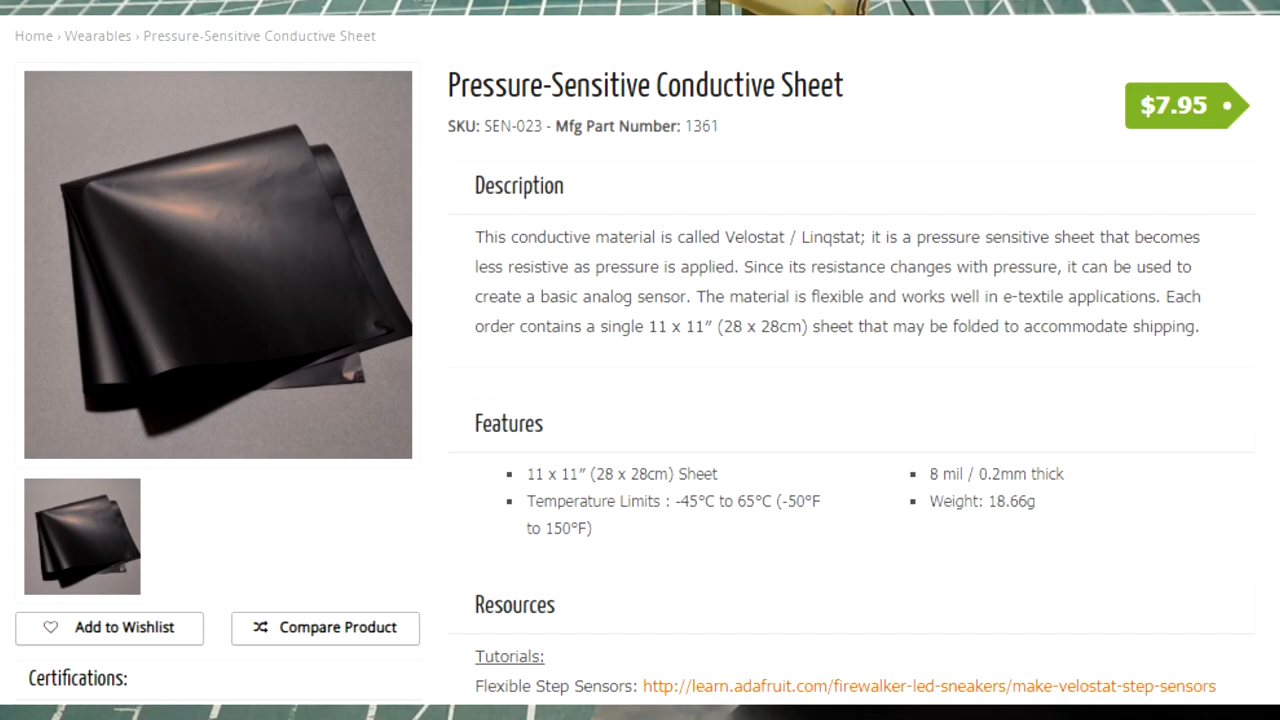 Home › Wearables › Pressure-Sensitive Conductive Sheet
Pressure-Sensitive Conductive Sheet
$7.95
SKU: SEN-023 - Mfg Part Number: 1361
Description
This conductive material is called Velostat / Linqstat; it is a pressure sensitive sheet that becomes
less resistive as pressure is applied. Since its resistance changes with pressure, it can be used to
create a basic analog sensor. The material is flexible and works well in e-textile applications. Each
order contains a single 11 x 11″ (28 x 28cm) sheet that may be folded to accommodate shipping.
Features
11 x 11″ (28 x 28cm) Sheet
Temperature Limits : -45°C to 65°C (-50°F
to 150°F)
8 mil / 0.2mm thick
Weight: 18.66g
Resources
Tutorials:
Flexible Step Sensors: http://learn.adafruit.com/firewalker-led-sneakers/make-velostat-step-sensors
Add to Wishlist
Compare Product
Certifications: